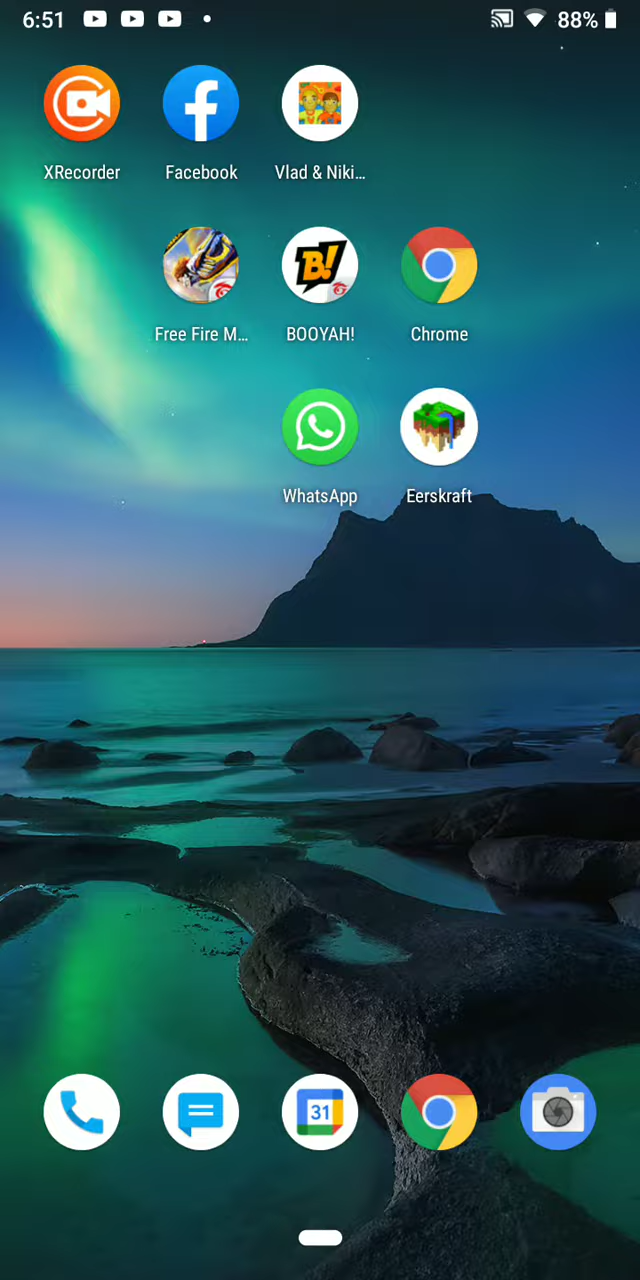 6:51
88%
XRecorder
Facebook
Vlad & Niki...
Free Fire M...
B!
BOOYAH!
Chrome
WhatsApp
Eerskraft
31